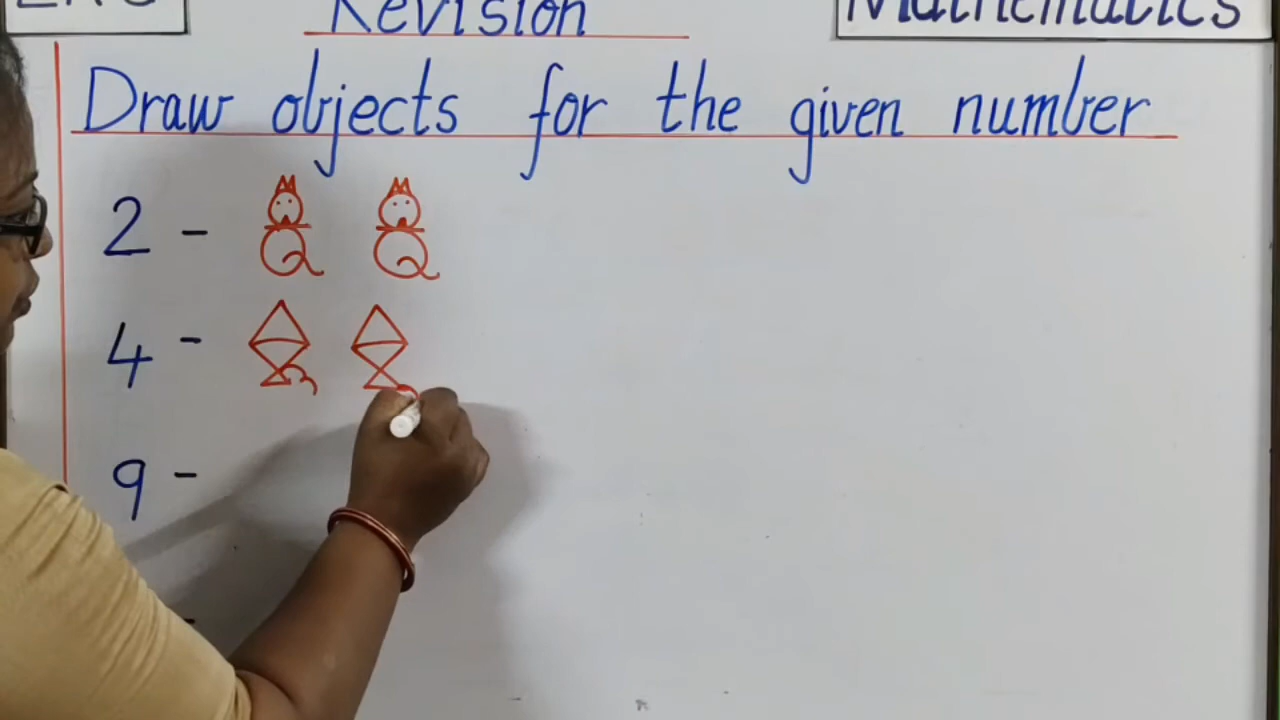 Revision
Mathematics
Draw objects for the given number
2 -
4 -
9 -